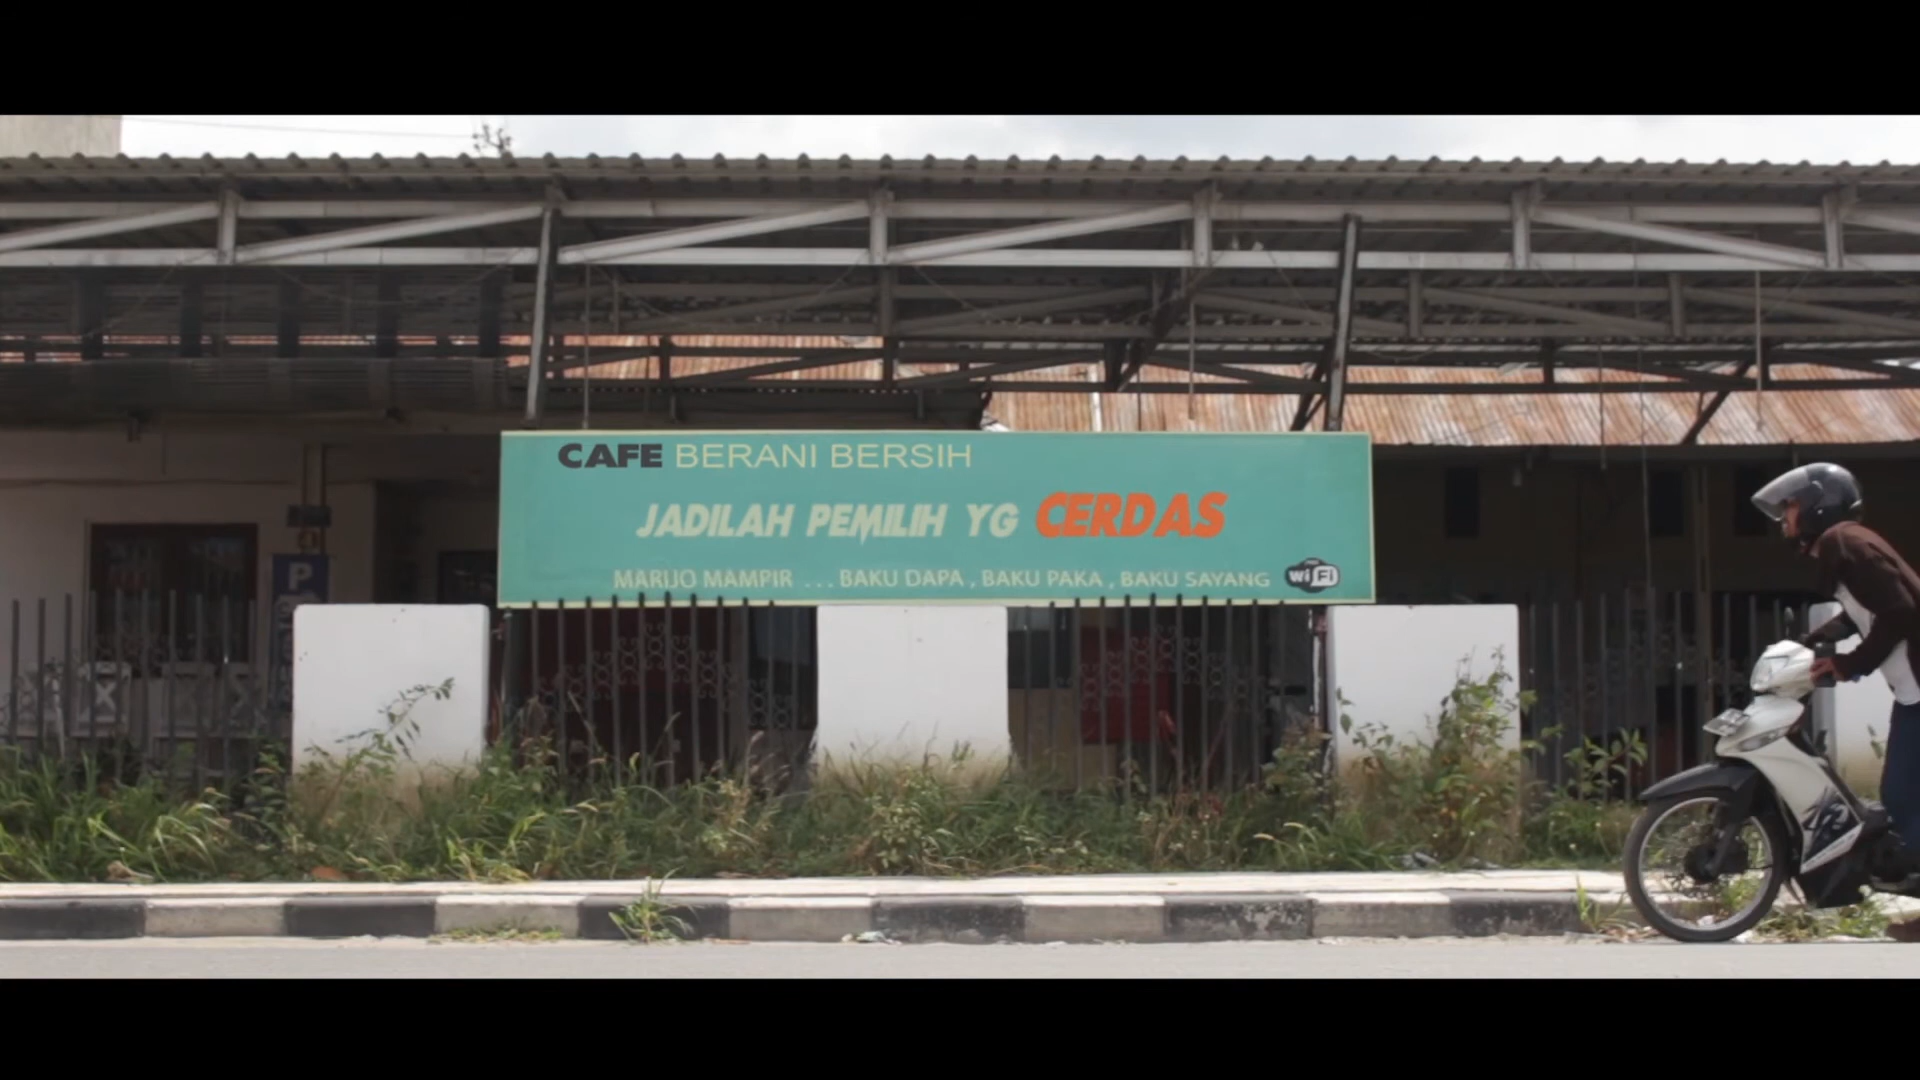 CAFE BERANI BERSIH
JADILAH PEMILIH YG CERDAS
MARIJO MAMPIR ... BAKU DAPA , BAKU PAKA , BAKU SAYANG WiFi
P